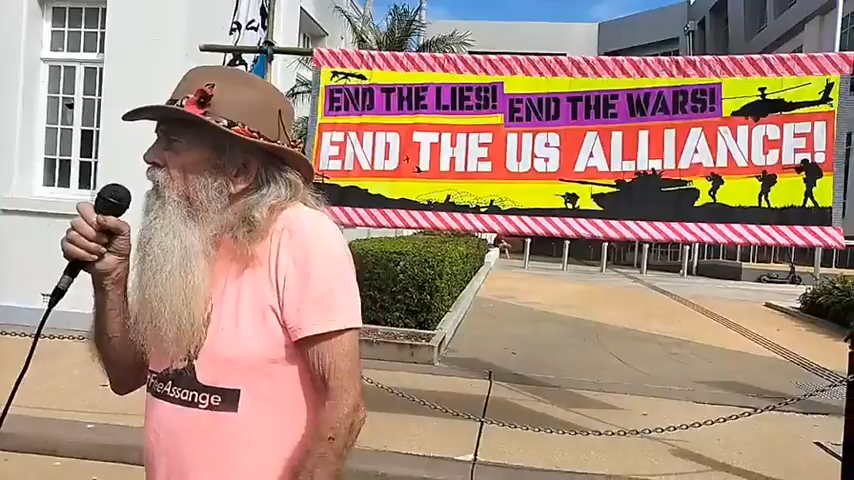 END THE LIES! END THE WARS!
END THE US ALLIANCE!
#FreeAssange